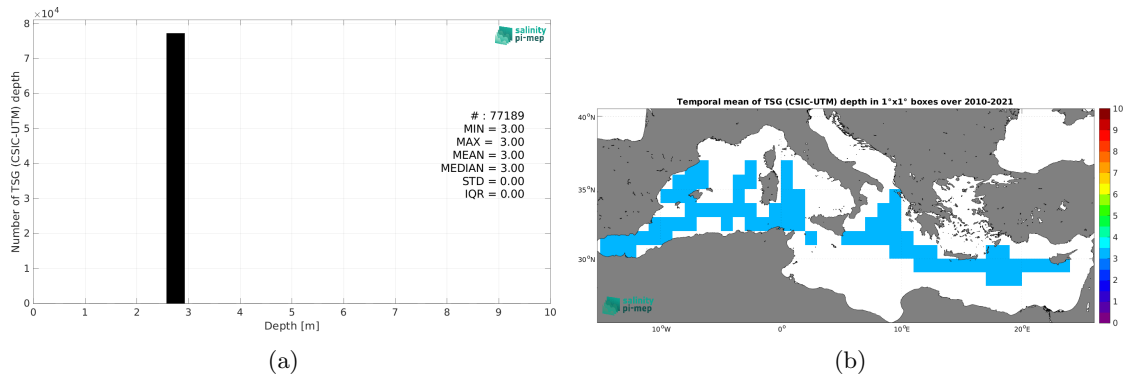 8 ×10⁴
7
6
5
4
3
2
1
0
Number of TSG (CSIC-UTM) depth
salinity
pi-mep
# : 77189
MIN = 3.00
MAX = 3.00
MEAN = 3.00
MEDIAN = 3.00
STD = 0.00
IQR = 0.00
0 1 2 3 4 5 6 7 8 9 10
Depth [m]
(a)
Temporal mean of TSG (CSIC-UTM) depth in 1°x1° boxes over 2010-2021
40°N
35°N
30°N
salinity
pi-mep
10°W 0° 10°E 20°E
10
9
8
7
6
5
4
3
2
1
0
(b)